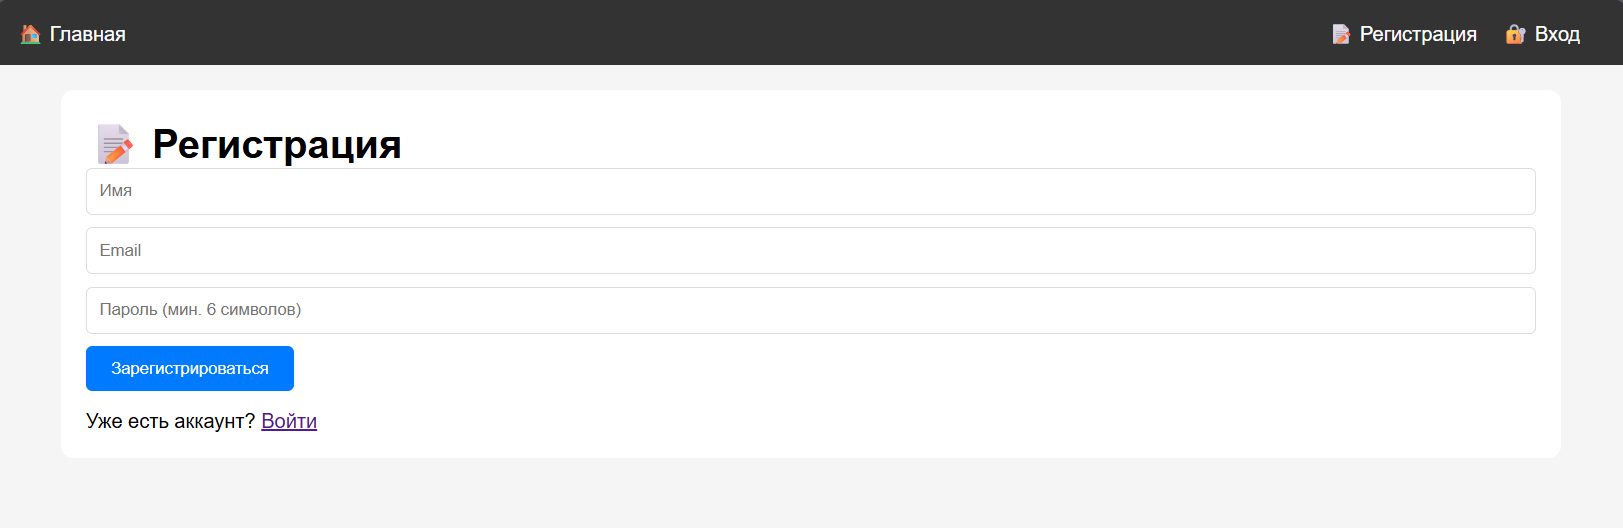 Главная
Регистрация
Вход
Регистрация
Имя
Email
Пароль (мин. 6 символов)
Зарегистрироваться
Уже есть аккаунт? Войти